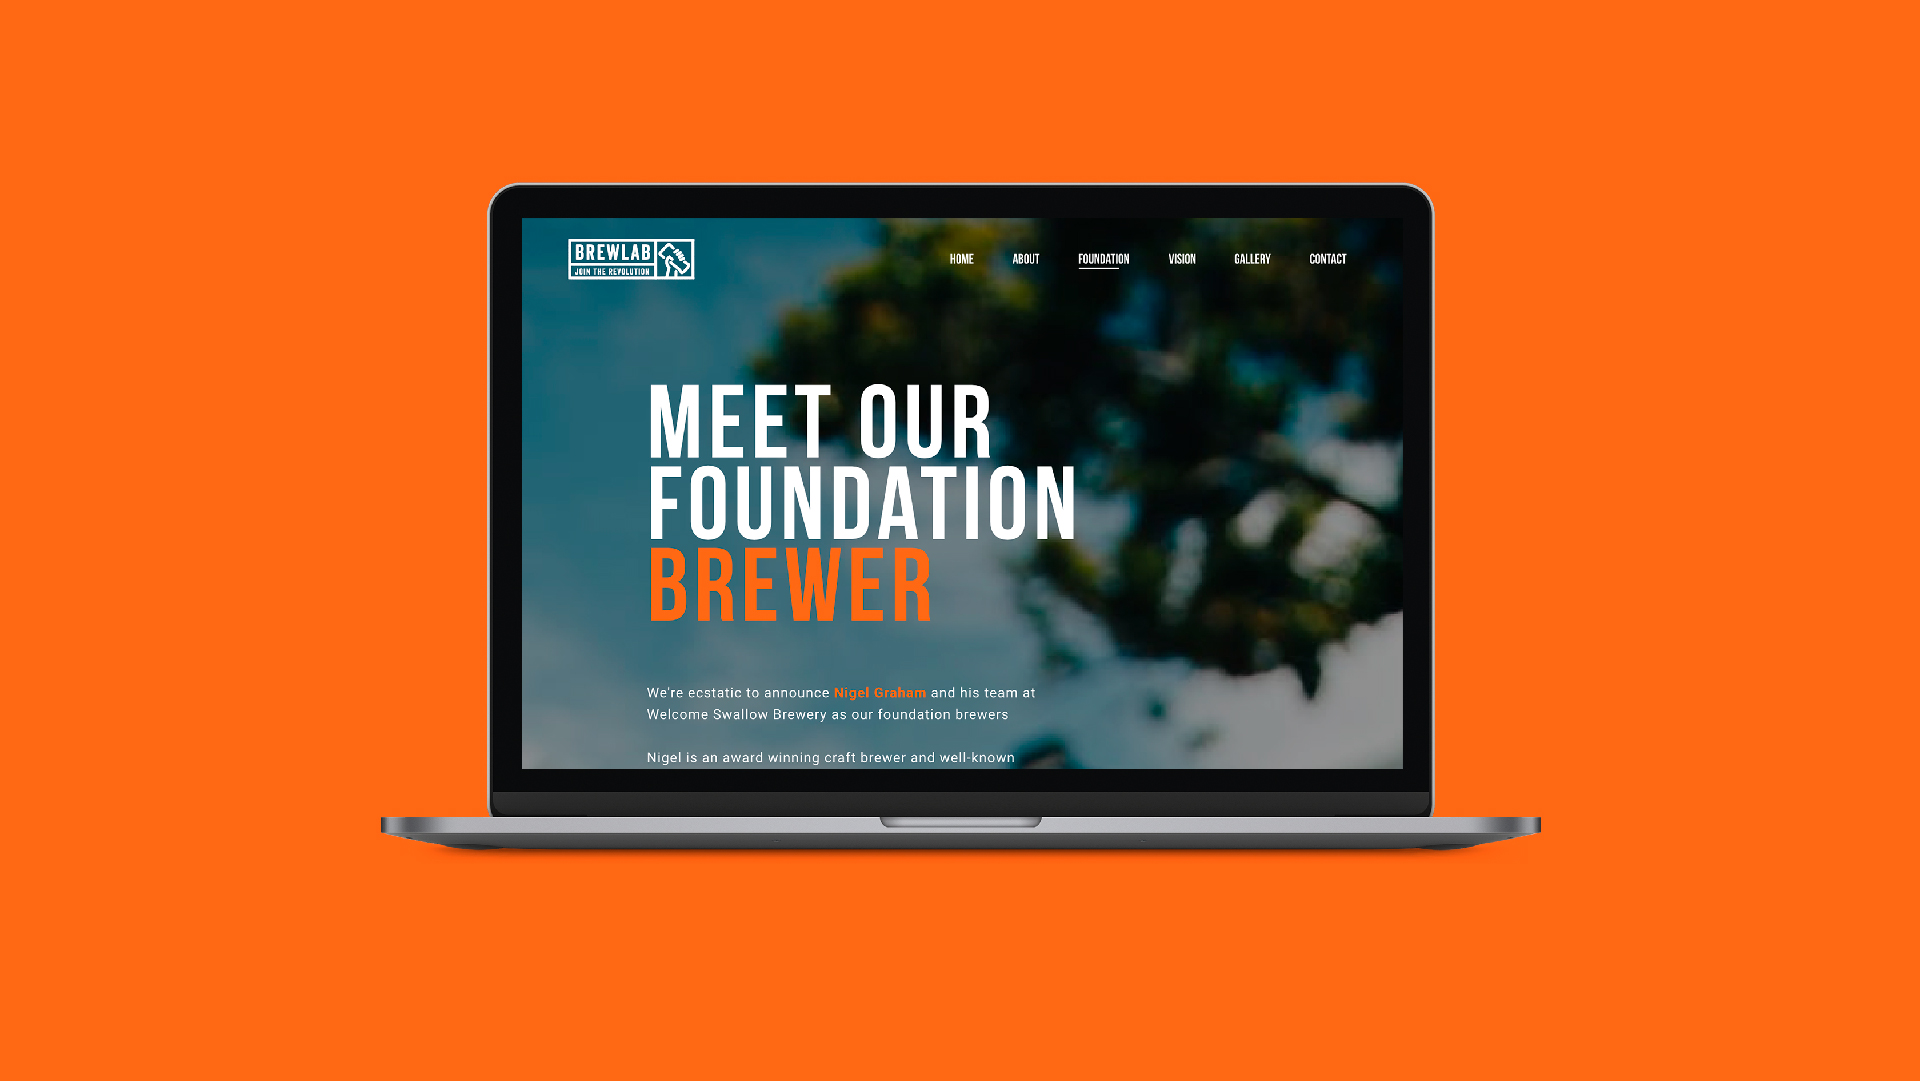 BREWLAB
JOIN THE REVOLUTION
HOME ABOUT FOUNDATION VISION GALLERY CONTACT
MEET OUR
FOUNDATION
BREWER
We're ecstatic to announce Nigel Graham and his team at
Welcome Swallow Brewery as our foundation brewers
Nigel is an award winning craft brewer and well-known